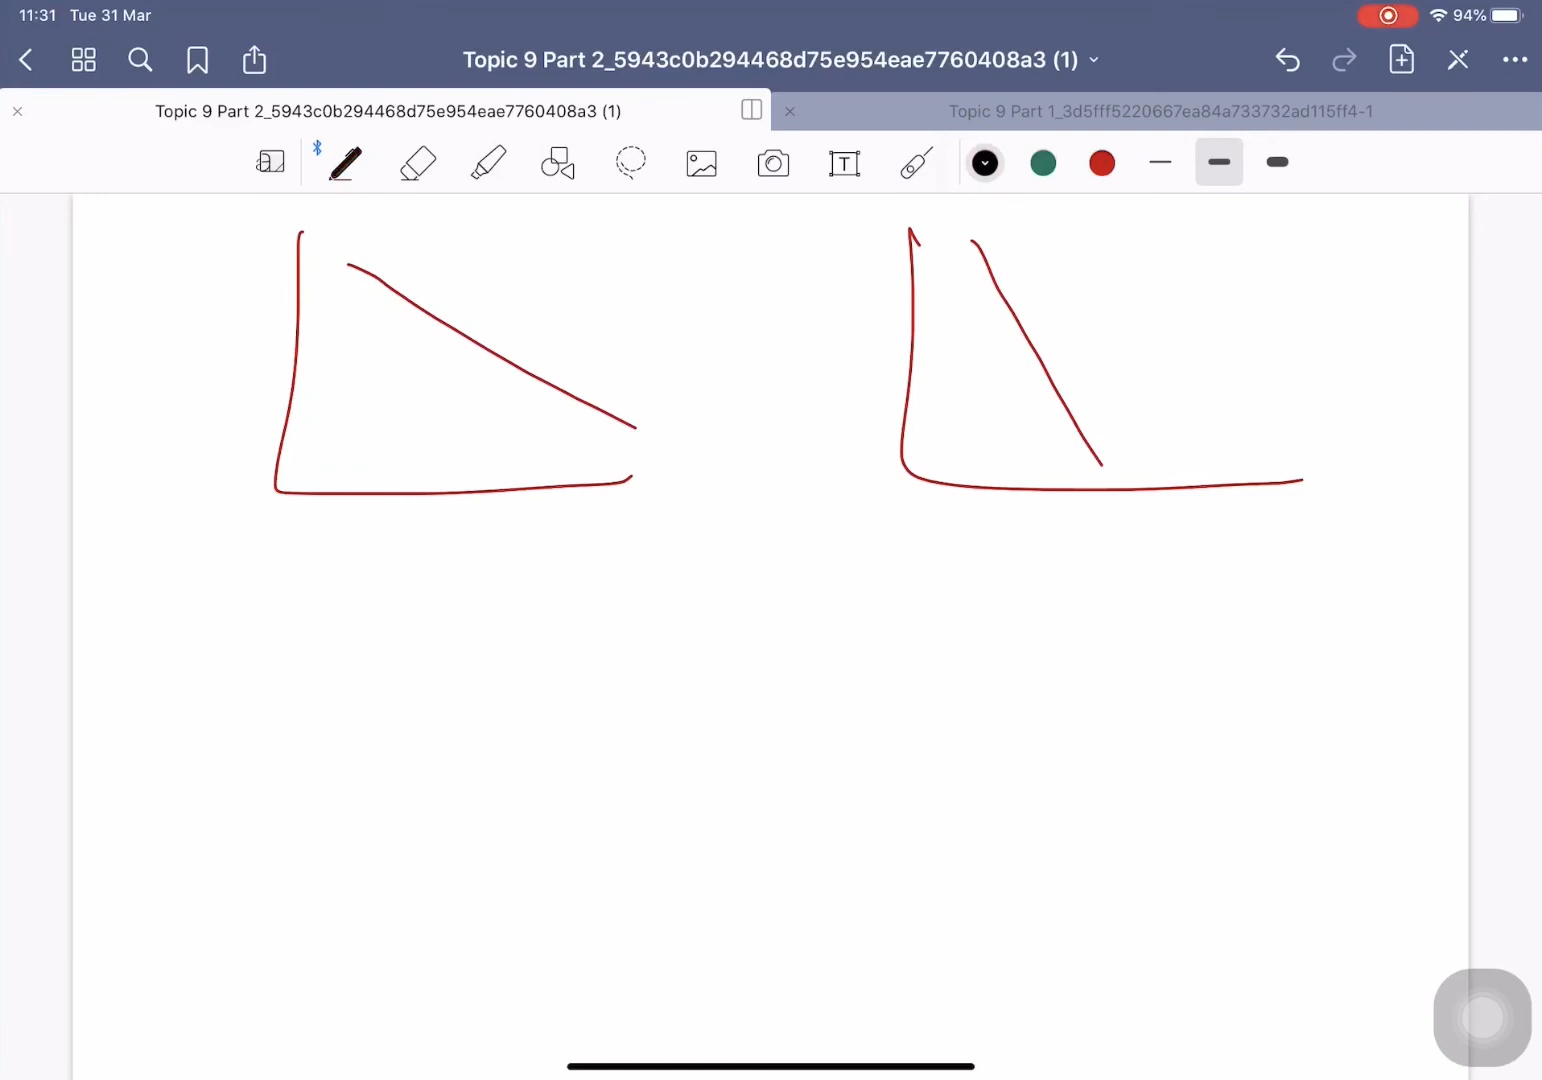 11:31 Tue 31 Mar
94%
Topic 9 Part 2_5943c0b294468d75e954eae7760408a3 (1)
Topic 9 Part 2_5943c0b294468d75e954eae7760408a3 (1)
Topic 9 Part 1_3d5fff5220667ea84a733732ad115ff4-1
a
T